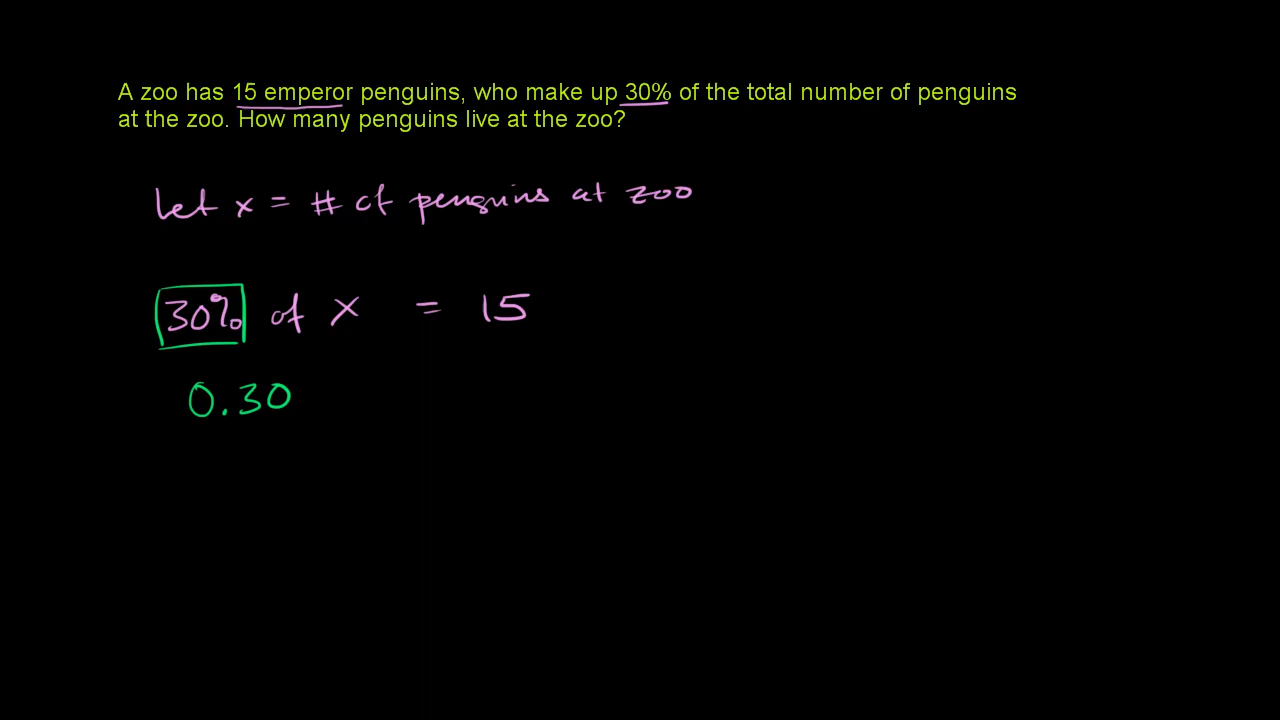 A zoo has 15 emperor penguins, who make up 30% of the total number of penguins
at the zoo. How many penguins live at the zoo?
let x = # of penguins at zoo
30% of x = 15
0.30